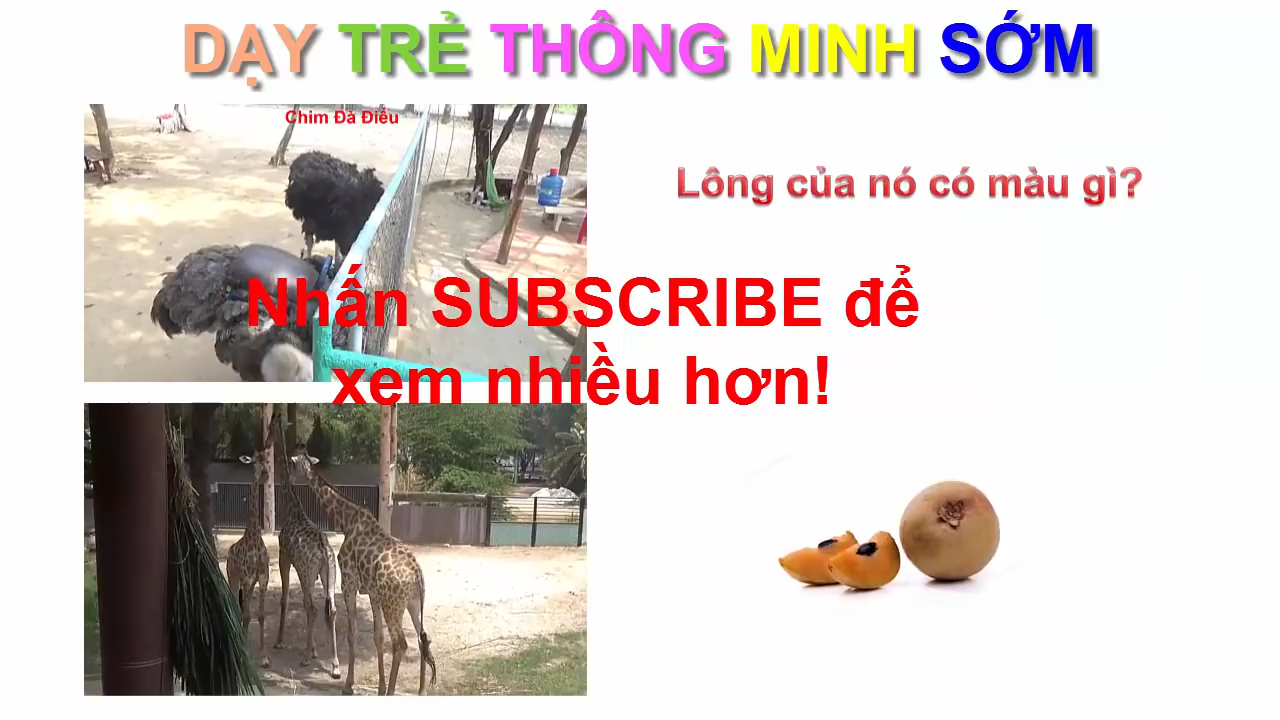 DẠY TRẺ THÔNG MINH SỚM
Chim Đà Điểu
Lông của nó có màu gì?
Nhấn SUBSCRIBE để
xem nhiều hơn!